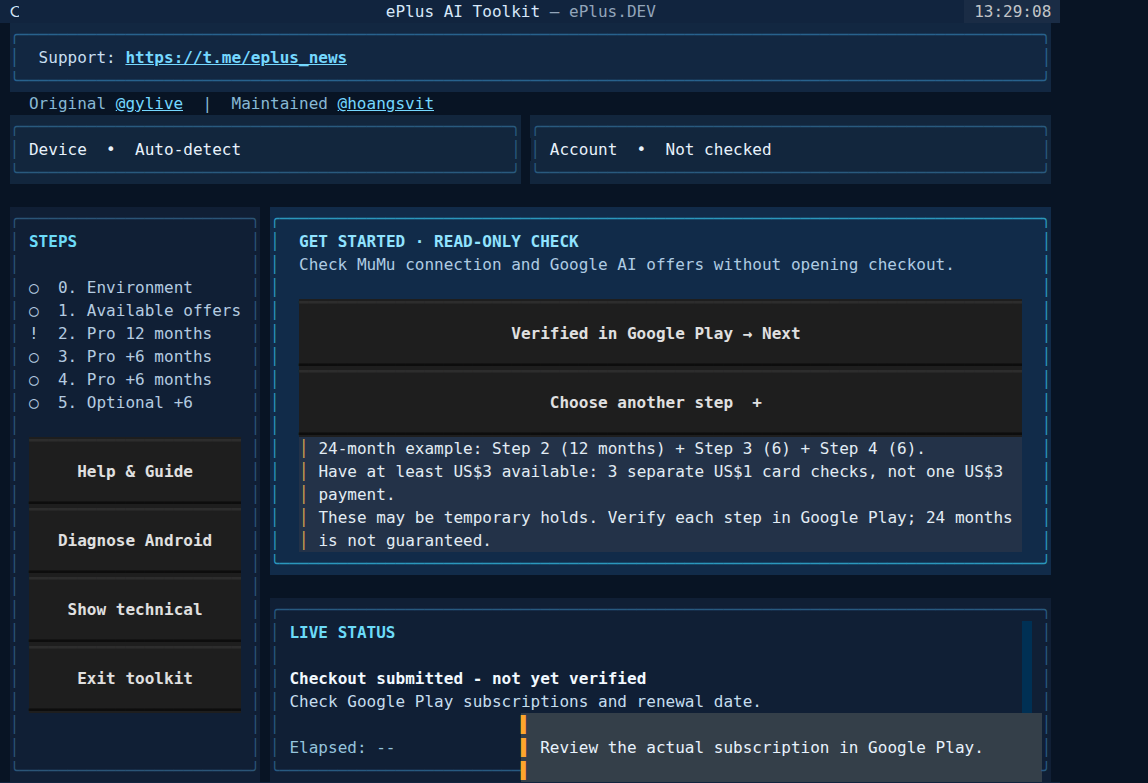 ePlus AI Toolkit — ePlus.DEV
13:29:08
Support: https://t.me/eplus_news
Original @gylive | Maintained @hoangsvit
Device • Auto-detect
Account • Not checked
STEPS
○ 0. Environment
○ 1. Available offers
! 2. Pro 12 months
○ 3. Pro +6 months
○ 4. Pro +6 months
○ 5. Optional +6
Help & Guide
Diagnose Android
Show technical
Exit toolkit
GET STARTED · READ-ONLY CHECK
Check MuMu connection and Google AI offers without opening checkout.
Verified in Google Play → Next
Choose another step +
24-month example: Step 2 (12 months) + Step 3 (6) + Step 4 (6).
Have at least US$3 available: 3 separate US$1 card checks, not one US$3
payment.
These may be temporary holds. Verify each step in Google Play; 24 months
is not guaranteed.
LIVE STATUS
Checkout submitted - not yet verified
Check Google Play subscriptions and renewal date.
Elapsed: --
Review the actual subscription in Google Play.